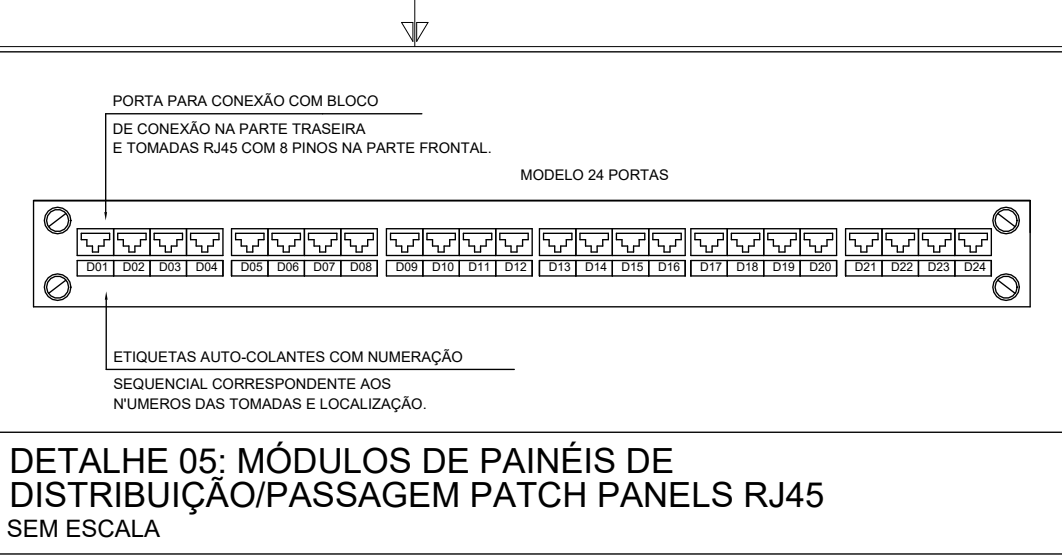 PORTA PARA CONEXÃO COM BLOCO
DE CONEXÃO NA PARTE TRASEIRA
E TOMADAS RJ45 COM 8 PINOS NA PARTE FRONTAL.
MODELO 24 PORTAS
D01 D02 D03 D04 D05 D06 D07 D08 D09 D10 D11 D12 D13 D14 D15 D16 D17 D18 D19 D20 D21 D22 D23 D24
ETIQUETAS AUTO-COLANTES COM NUMERAÇÃO
SEQUENCIAL CORRESPONDENTE AOS
N'UMEROS DAS TOMADAS E LOCALIZAÇÃO.
DETALHE 05: MÓDULOS DE PAINÉIS DE
DISTRIBUIÇÃO/PASSAGEM PATCH PANELS RJ45
SEM ESCALA